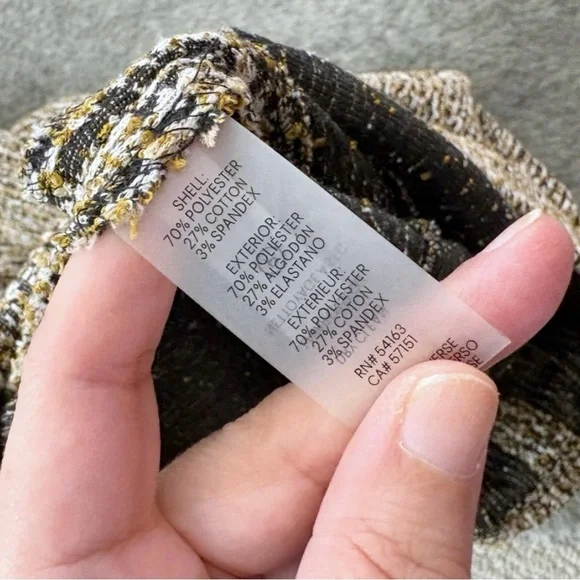 SHELL:
70% POLYESTER
27% COTTON
3% SPANDEX
EXTERIOR:
70% POLIESTER
27% ALGODON
3% ELASTANO
EXTERIEUR:
70% POLYESTER
27% COTON
3% SPANDEX
RN# 54163
CA# 57151